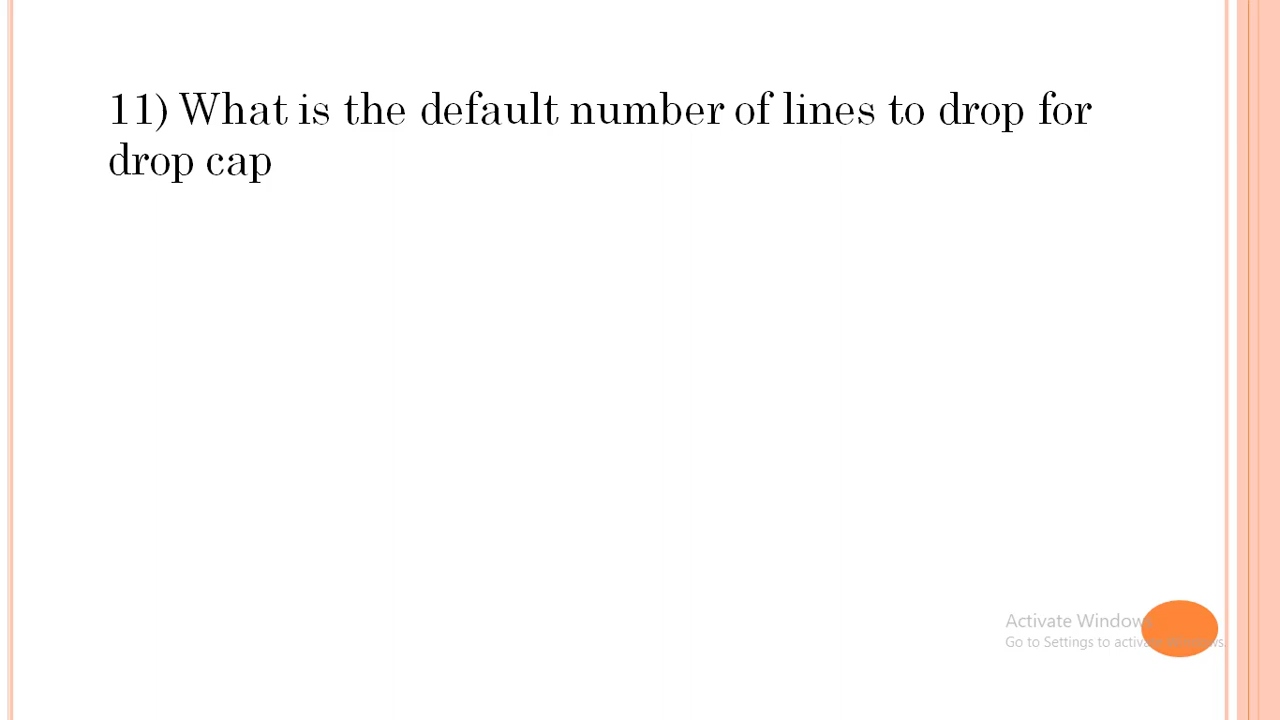 11) What is the default number of lines to drop for
drop cap
Activate Windows
Go to Settings to activate Windows.